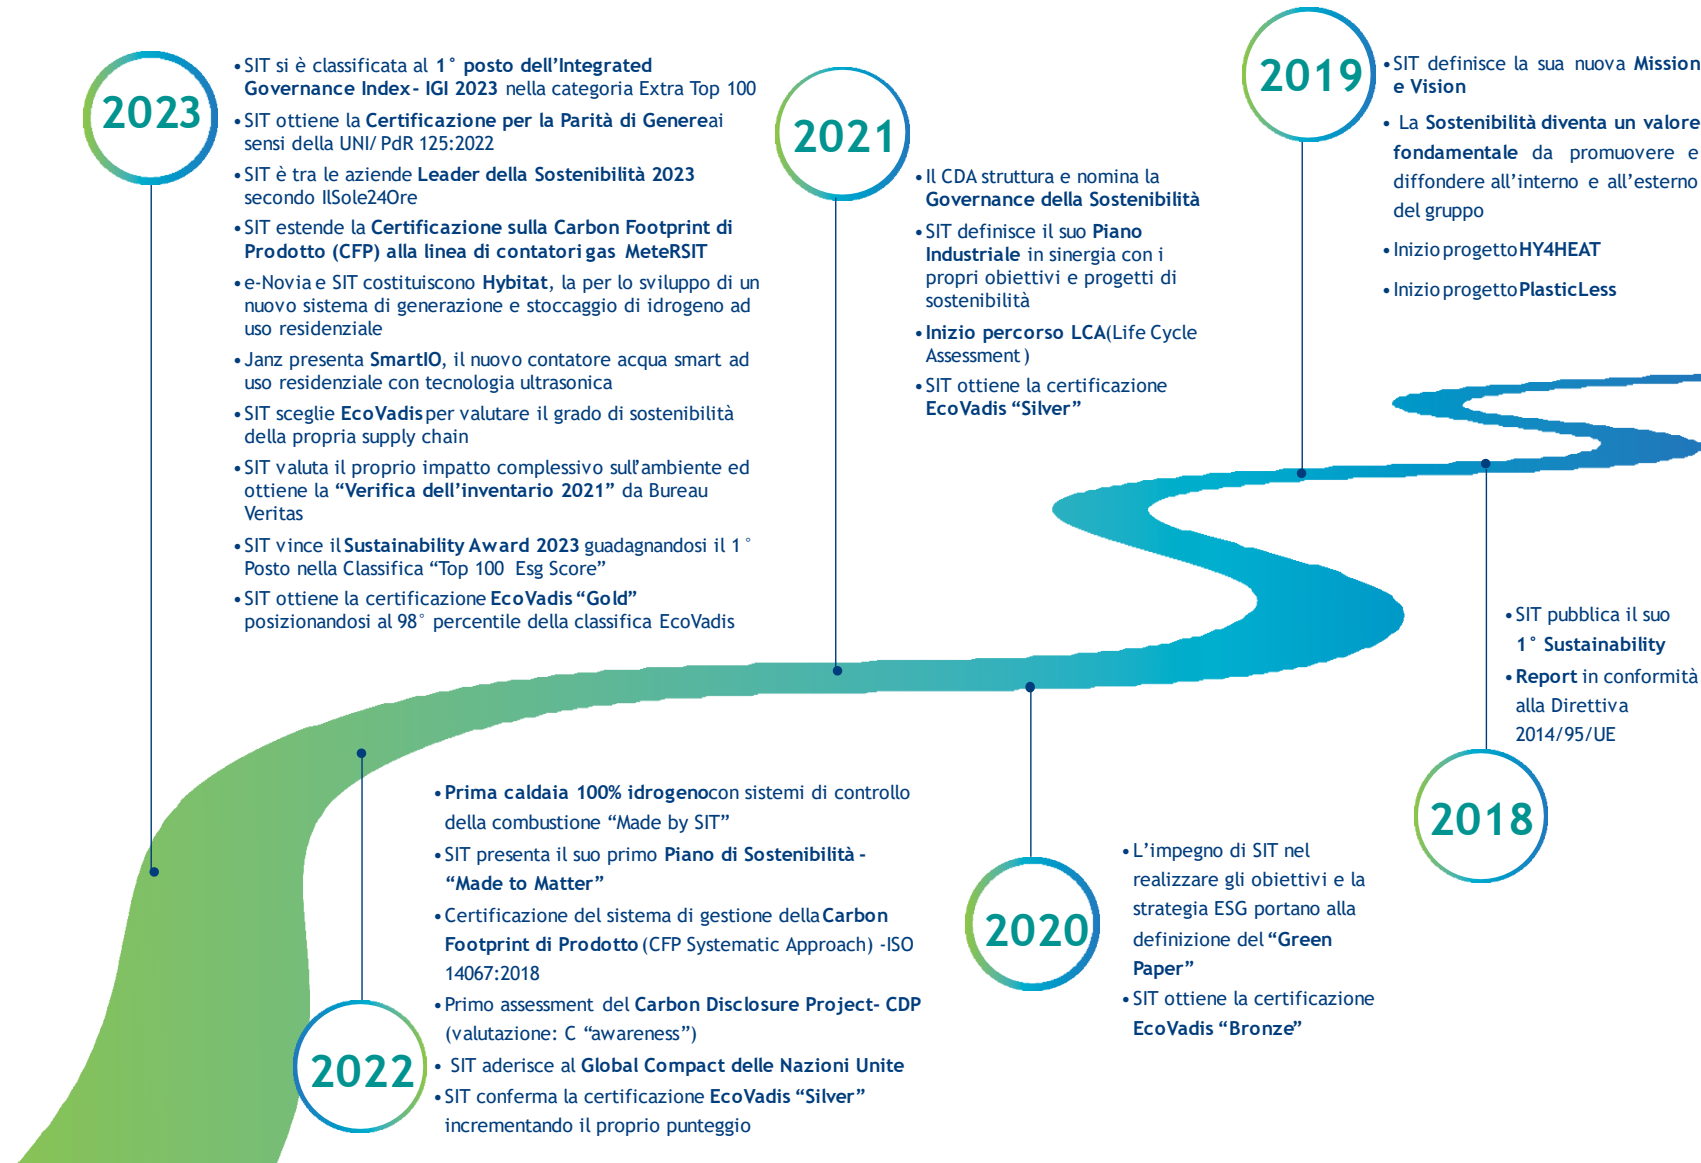 2023
• SIT si è classificata al 1° posto dell’Integrated
Governance Index- IGI 2023 nella categoria Extra Top 100
• SIT ottiene la Certificazione per la Parità di Genereai
sensi della UNI/ PdR 125:2022
• SIT è tra le aziende Leader della Sostenibilità 2023
secondo IlSole24Ore
• SIT estende la Certificazione sulla Carbon Footprint di
Prodotto (CFP) alla linea di contatori gas MeteRSIT
• e-Novia e SIT costituiscono Hybitat, la per lo sviluppo di un
nuovo sistema di generazione e stoccaggio di idrogeno ad
uso residenziale
• Janz presenta SmartIO, il nuovo contatore acqua smart ad
uso residenziale con tecnologia ultrasonica
• SIT sceglie EcoVadis per valutare il grado di sostenibilità
della propria supply chain
• SIT valuta il proprio impatto complessivo sull’ambiente ed
ottiene la “Verifica dell’inventario 2021” da Bureau
Veritas
• SIT vince il Sustainability Award 2023 guadagnandosi il 1°
Posto nella Classifica “Top 100 Esg Score”
• SIT ottiene la certificazione EcoVadis “Gold”
posizionandosi al 98° percentile della classifica EcoVadis
2022
• Prima caldaia 100% idrogenocon sistemi di controllo
della combustione “Made by SIT”
• SIT presenta il suo primo Piano di Sostenibilità -
“Made to Matter”
• Certificazione del sistema di gestione della Carbon
Footprint di Prodotto (CFP Systematic Approach) -ISO
14067:2018
• Primo assessment del Carbon Disclosure Project- CDP
(valutazione: C “awareness”)
• SIT aderisce al Global Compact delle Nazioni Unite
• SIT conferma la certificazione EcoVadis “Silver”
incrementando il proprio punteggio
2021
• Il CDA struttura e nomina la
Governance della Sostenibilità
• SIT definisce il suo Piano
Industriale in sinergia con i
propri obiettivi e progetti di
sostenibilità
• Inizio percorso LCA(Life Cycle
Assessment)
• SIT ottiene la certificazione
EcoVadis “Silver”
2020
• L’impegno di SIT nel
realizzare gli obiettivi e la
strategia ESG portano alla
definizione del “Green
Paper”
• SIT ottiene la certificazione
EcoVadis “Bronze”
2019
• SIT definisce la sua nuova Mission
e Vision
• La Sostenibilità diventa un valore
fondamentale da promuovere e
diffondere all’interno e all’esterno
del gruppo
• Inizio progetto HY4HEAT
• Inizio progetto PlasticLess
2018
• SIT pubblica il suo
1° Sustainability
• Report in conformità
alla Direttiva
2014/95/UE